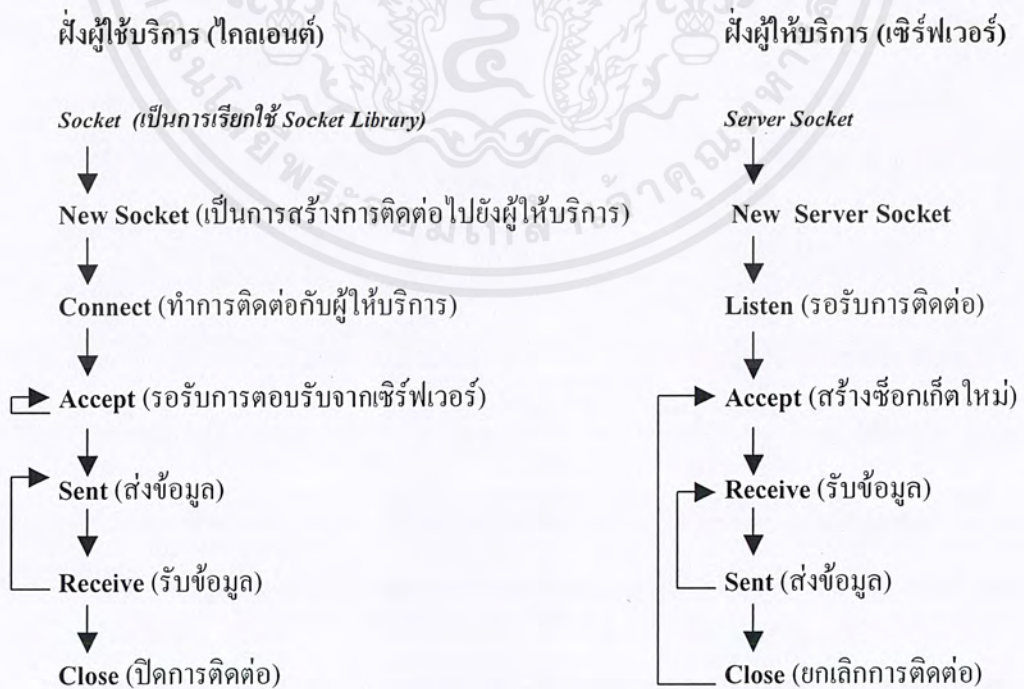 ฝั่งผู้ใช้บริการ (ไคลเอนต์)
Socket (เป็นการเรียกใช้ Socket Library)
New Socket (เป็นการสร้างการติดต่อไปยังผู้ให้บริการ)
Connect (ทำการติดต่อกับผู้ให้บริการ)
Accept (รอรับการตอบรับจากเซิร์ฟเวอร์)
Sent (ส่งข้อมูล)
Receive (รับข้อมูล)
Close (ปิดการติดต่อ)
ฝั่งผู้ให้บริการ (เซิร์ฟเวอร์)
Server Socket
New Server Socket
Listen (รอรับการติดต่อ)
Accept (สร้างซ็อกเก็ตใหม่)
Receive (รับข้อมูล)
Sent (ส่งข้อมูล)
Close (ยกเลิกการติดต่อ)